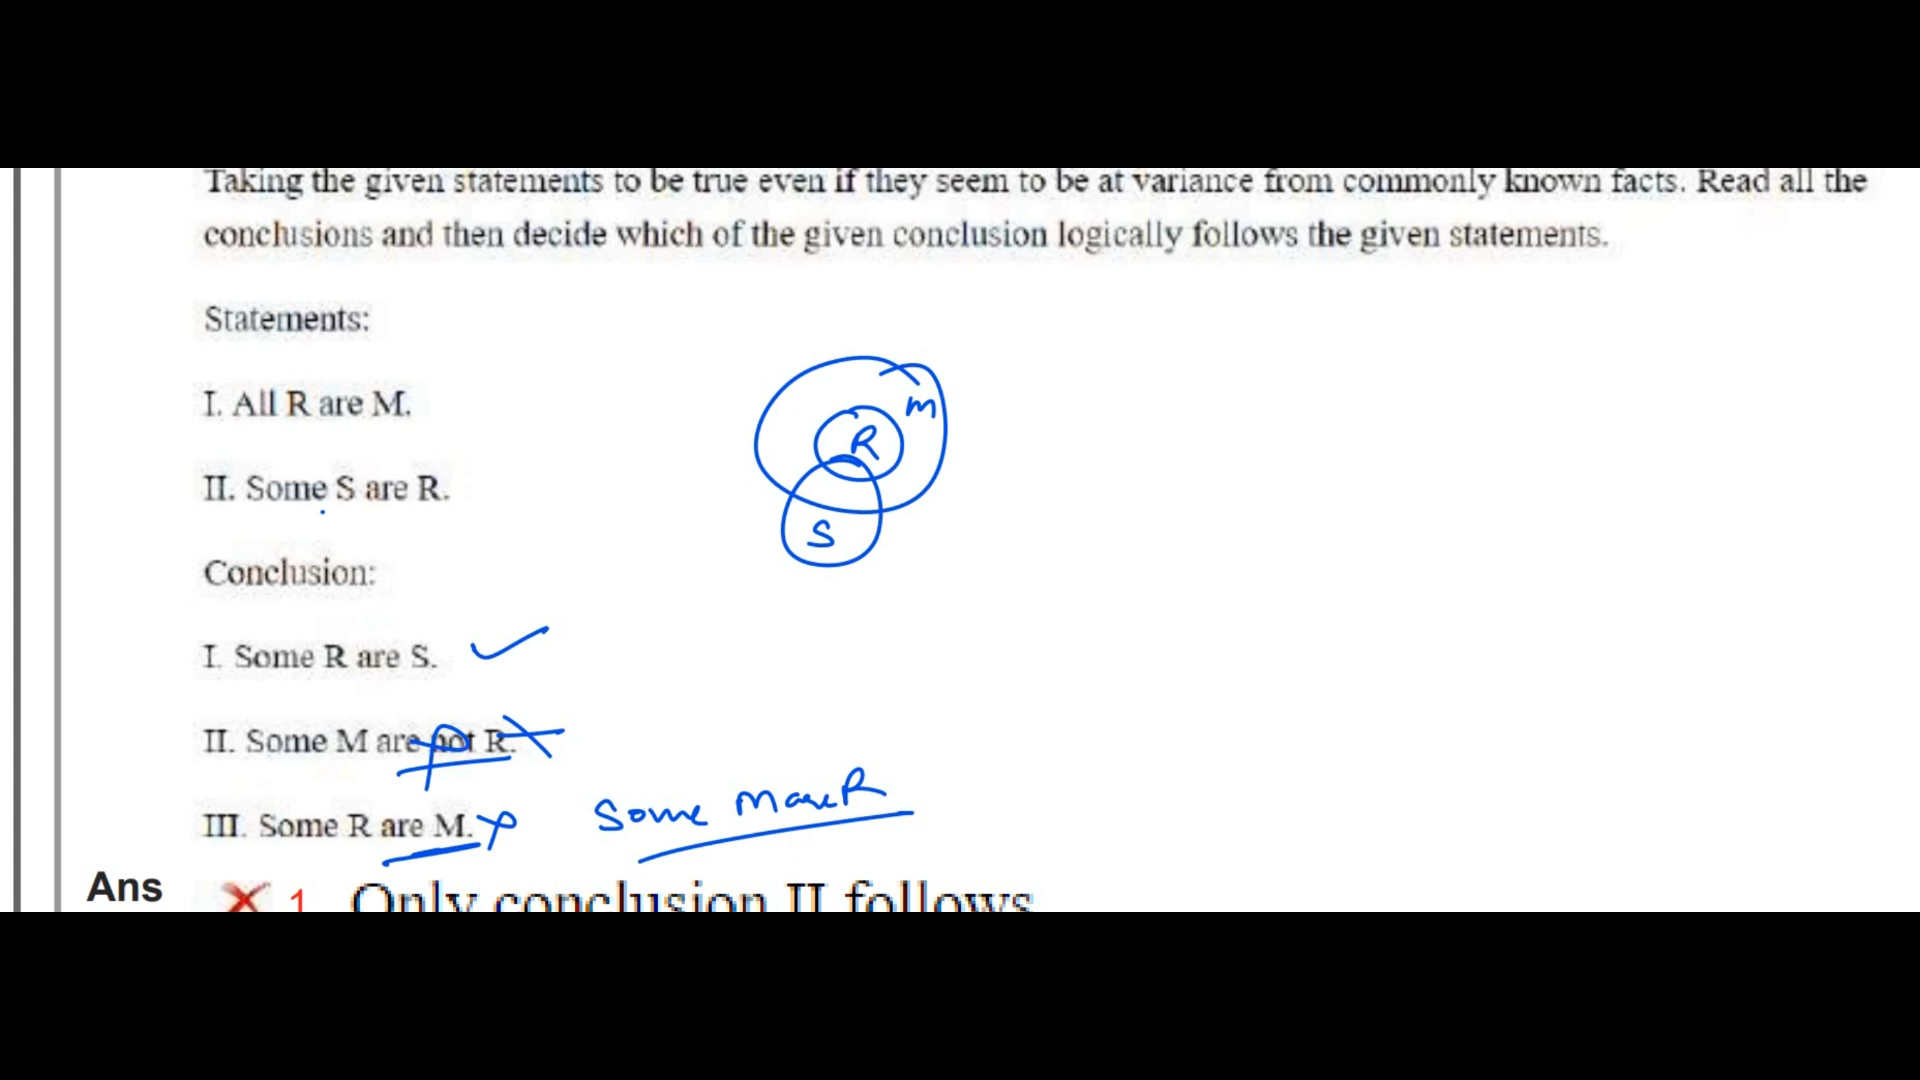 Taking the given statements to be true even if they seem to be at variance from commonly known facts. Read all the
conclusions and then decide which of the given conclusion logically follows the given statements.
Statements:
I. All R are M.
m
R
II. Some S are R.
S
Conclusion:
I. Some R are S.
II. Some M are not R.
III. Some R are M. Some M are R
Ans 1. Only conclusion II follows